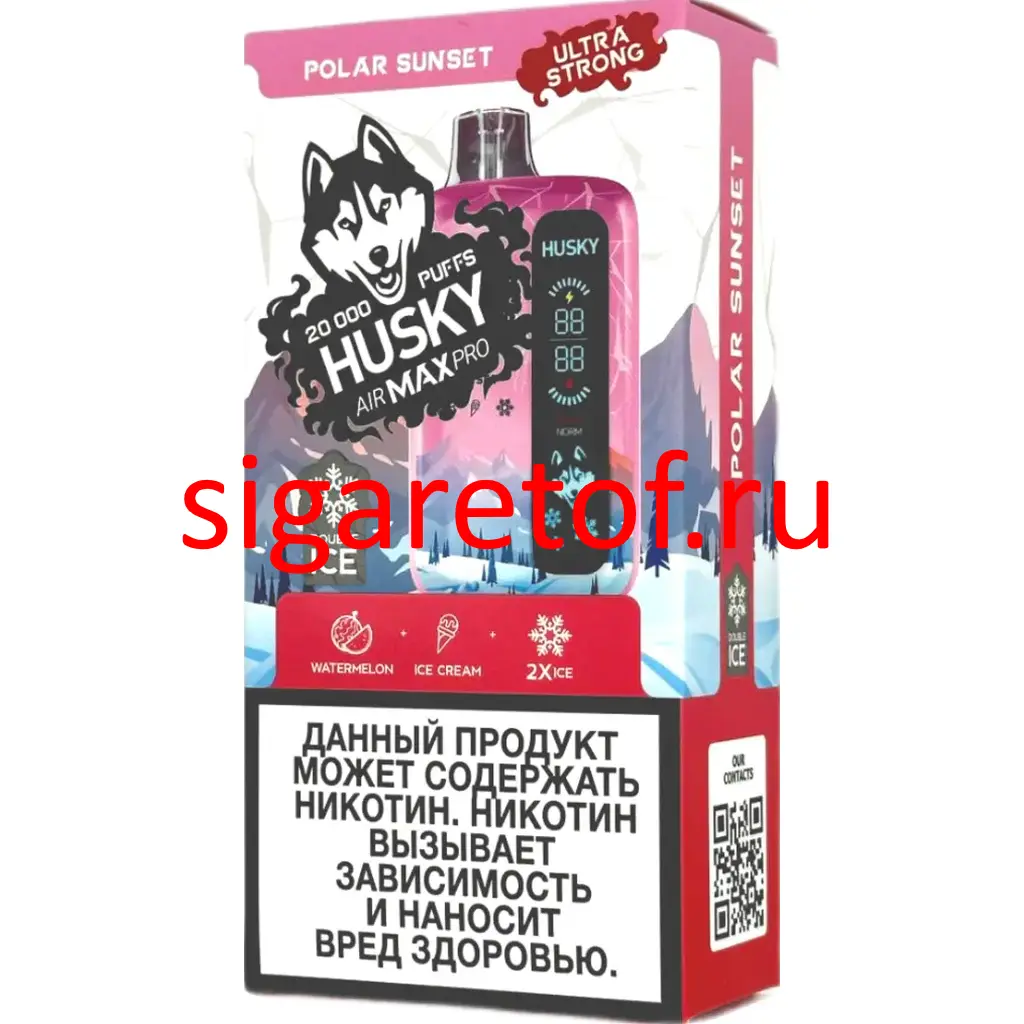 POLAR SUNSET
ULTRA
STRONG
20 000 PUFFS
HUSKY
AIR MAX PRO
HUSKY
88
88
NORM
DOUBLE
ICE
sigaretof.ru
WATERMELON + ICE CREAM + 2X ICE
ДАННЫЙ ПРОДУКТ
МОЖЕТ СОДЕРЖАТЬ
НИКОТИН. НИКОТИН
ВЫЗЫВАЕТ
ЗАВИСИМОСТЬ
И НАНОСИТ
ВРЕД ЗДОРОВЬЮ.
POLAR SUNSET
DOUBLE
ICE
OUR
CONTACTS